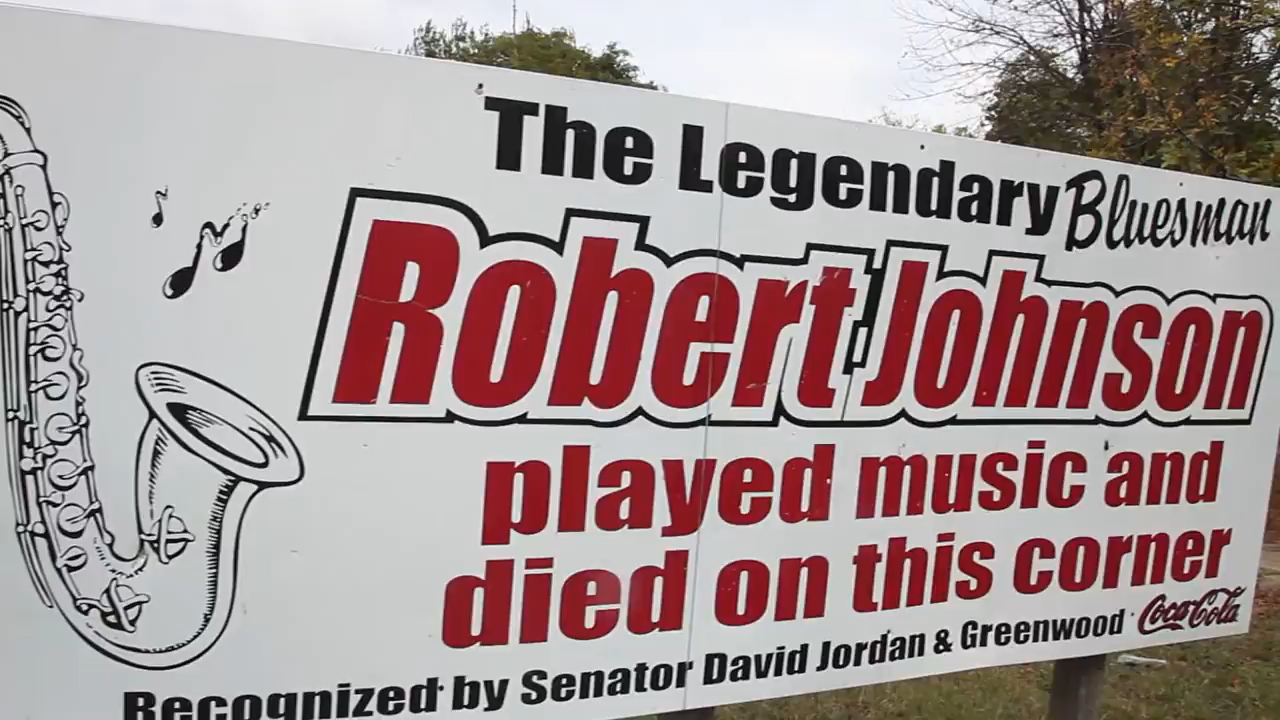 The Legendary Bluesman
Robert Johnson
played music and
died on this corner
Recognized by Senator David Jordan & Greenwood Coca-Cola